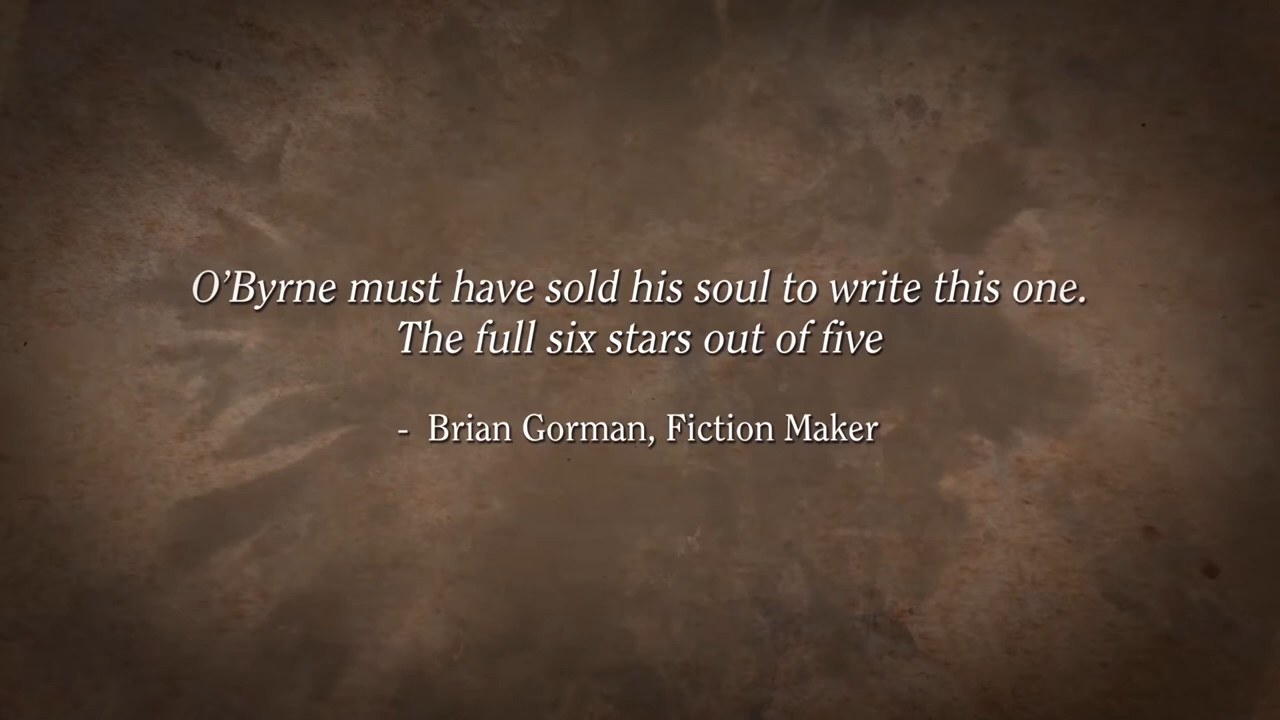 O’Byrne must have sold his soul to write this one.
The full six stars out of five
- Brian Gorman, Fiction Maker